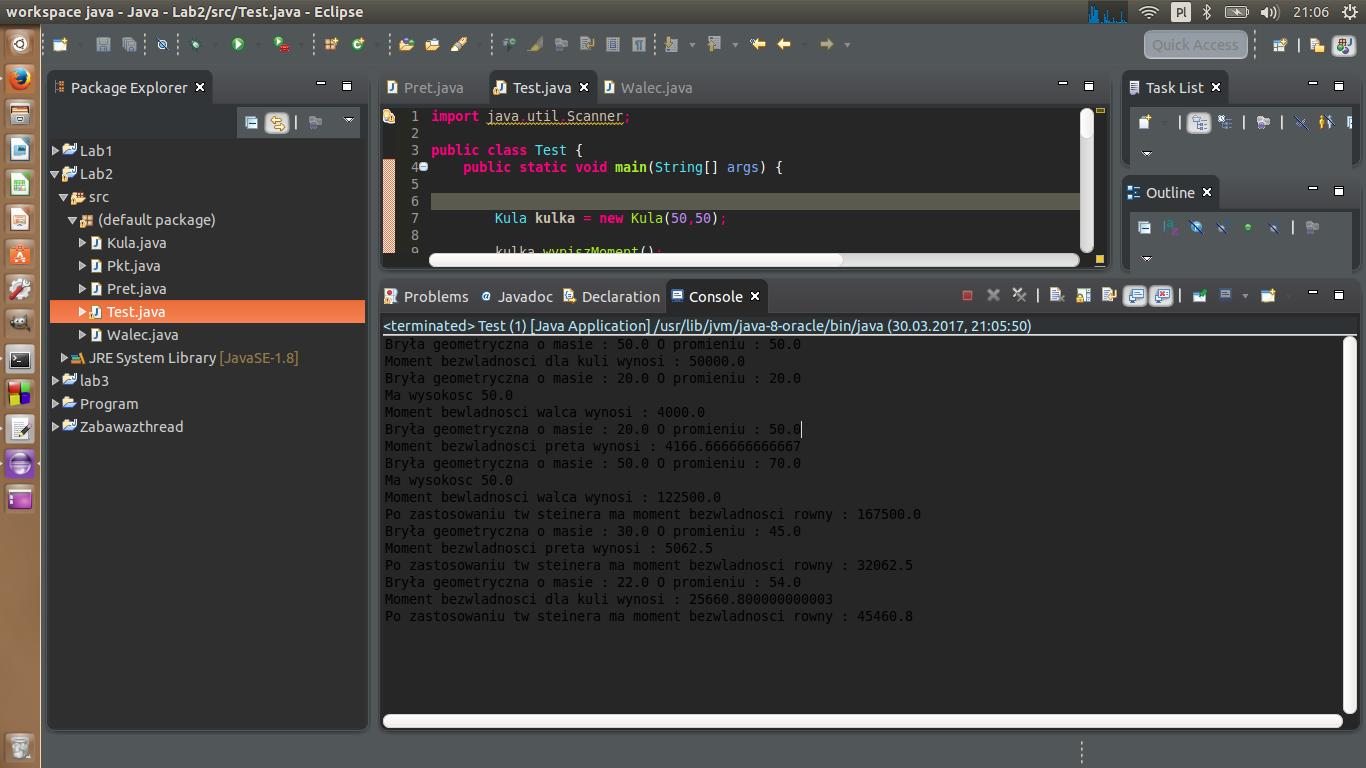 workspace java - Java - Lab2/src/Test.java - Eclipse
Pl
21:06
Quick Access
Package Explorer
Lab1
Lab2
src
(default package)
Kula.java
Pkt.java
Pret.java
Test.java
Walec.java
JRE System Library [JavaSE-1.8]
lab3
Program
Zabawazthread
Pret.java
Test.java
Walec.java
1 import java.util.Scanner;
2
3 public class Test {
4 public static void main(String[] args) {
5
6
7 Kula kulka = new Kula(50,50);
8
9 kulka.wypiszMoment();
Task List
Outline
Problems
Javadoc
Declaration
Console
<terminated> Test (1) [Java Application] /usr/lib/jvm/java-8-oracle/bin/java (30.03.2017, 21:05:50)
Bryła geometryczna o masie : 50.0 O promieniu : 50.0
Moment bezwladnosci dla kuli wynosi : 50000.0
Bryła geometryczna o masie : 20.0 O promieniu : 20.0
Ma wysokosc 50.0
Moment bewladnosci walca wynosi : 4000.0
Bryła geometryczna o masie : 20.0 O promieniu : 50.0
Moment bezwladnosci preta wynosi : 4166.666666666667
Bryła geometryczna o masie : 50.0 O promieniu : 70.0
Ma wysokosc 50.0
Moment bewladnosci walca wynosi : 122500.0
Po zastosowaniu tw steinera ma moment bezwladnosci rowny : 167500.0
Bryła geometryczna o masie : 30.0 O promieniu : 45.0
Moment bezwladnosci preta wynosi : 5062.5
Po zastosowaniu tw steinera ma moment bezwladnosci rowny : 32062.5
Bryła geometryczna o masie : 22.0 O promieniu : 54.0
Moment bezwladnosci dla kuli wynosi : 25660.800000000003
Po zastosowaniu tw steinera ma moment bezwladnosci rowny : 45460.8